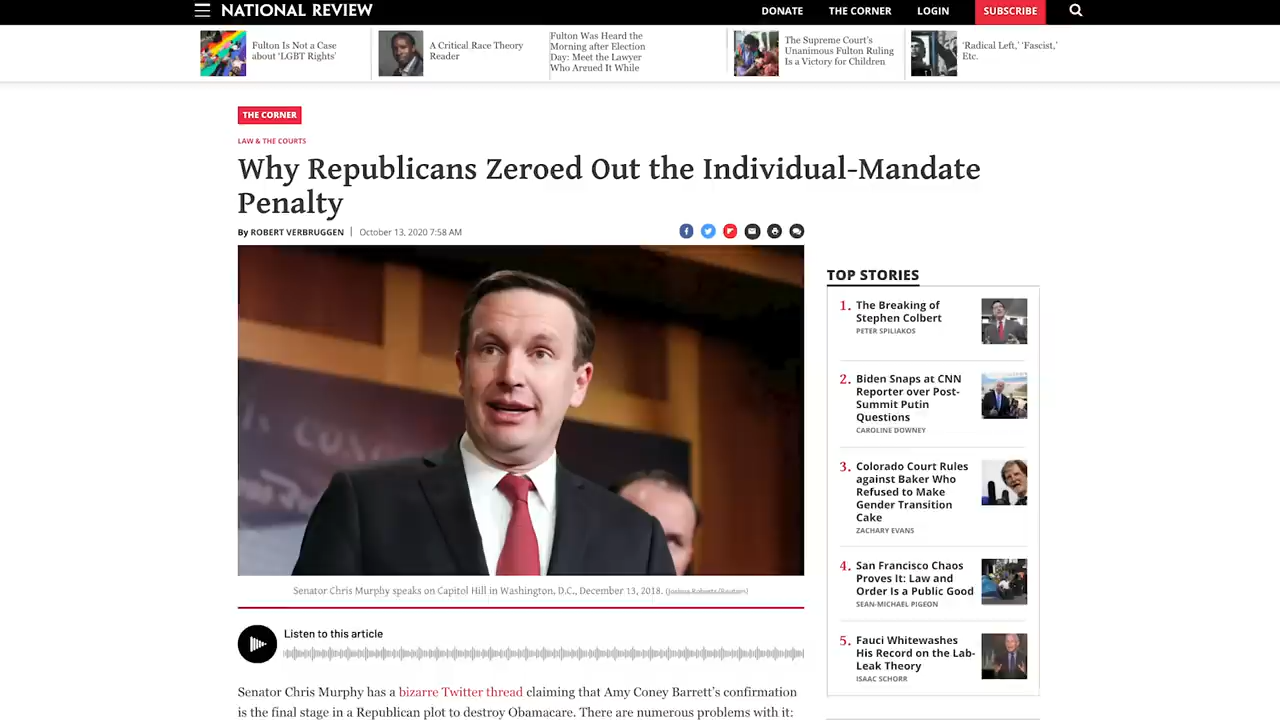 NATIONAL REVIEW
DONATE
THE CORNER
LOGIN
SUBSCRIBE
Fulton Is Not a Case
about ‘LGBT Rights’
A Critical Race Theory
Reader
Fulton Was Heard the
Morning after Election
Day: Meet the Lawyer
Who Argued It While
The Supreme Court’s
Unanimous Fulton Ruling
Is a Victory for Children
‘Radical Left,’ ‘Fascist,’
Etc.
THE CORNER
LAW & THE COURTS
Why Republicans Zeroed Out the Individual-Mandate
Penalty
By ROBERT VERBRUGGEN | October 13, 2020 7:58 AM
Senator Chris Murphy speaks on Capitol Hill in Washington, D.C., December 13, 2018. (Joshua Roberts/Reuters)
Listen to this article
Senator Chris Murphy has a bizarre Twitter thread claiming that Amy Coney Barrett’s confirmation
is the final stage in a Republican plot to destroy Obamacare. There are numerous problems with it:
TOP STORIES
1. The Breaking of
Stephen Colbert
PETER SPILIAKOS
2. Biden Snaps at CNN
Reporter over Post-
Summit Putin
Questions
CAROLINE DOWNEY
3. Colorado Court Rules
against Baker Who
Refused to Make
Gender Transition
Cake
ZACHARY EVANS
4. San Francisco Chaos
Proves It: Law and
Order Is a Public Good
SEAN-MICHAEL PIGEON
5. Fauci Whitewashes
His Record on the Lab-
Leak Theory
ISAAC SCHORR